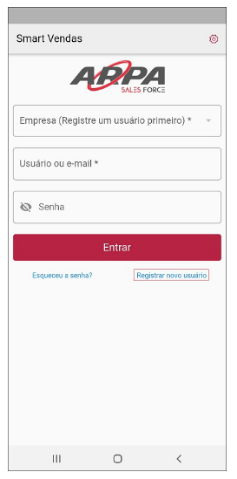 Smart Vendas
ARPA
SALES FORCE
Empresa (Registre um usuário primeiro) *
Usuário ou e-mail *
Senha
Entrar
Esqueceu a senha? Registrar novo usuário